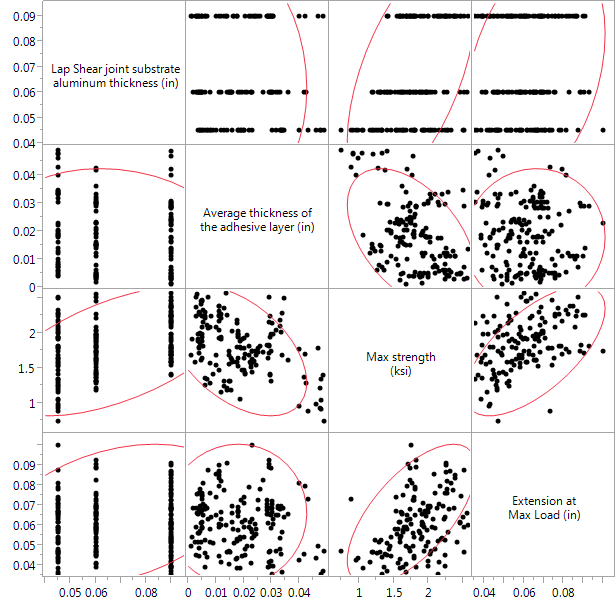 0.09
0.08
0.07
0.06
0.05
0.04
Lap Shear joint substrate
aluminum thickness (in)
0.04
0.03
0.02
0.01
0
Average thickness of
the adhesive layer (in)
2
1.5
1
Max strength
(ksi)
0.09
0.08
0.07
0.06
0.05
0.04
Extension at
Max Load (in)
0.05 0.06 0.08 0 0.01 0.02 0.03 0.04 1 1.5 2 0.04 0.06 0.08